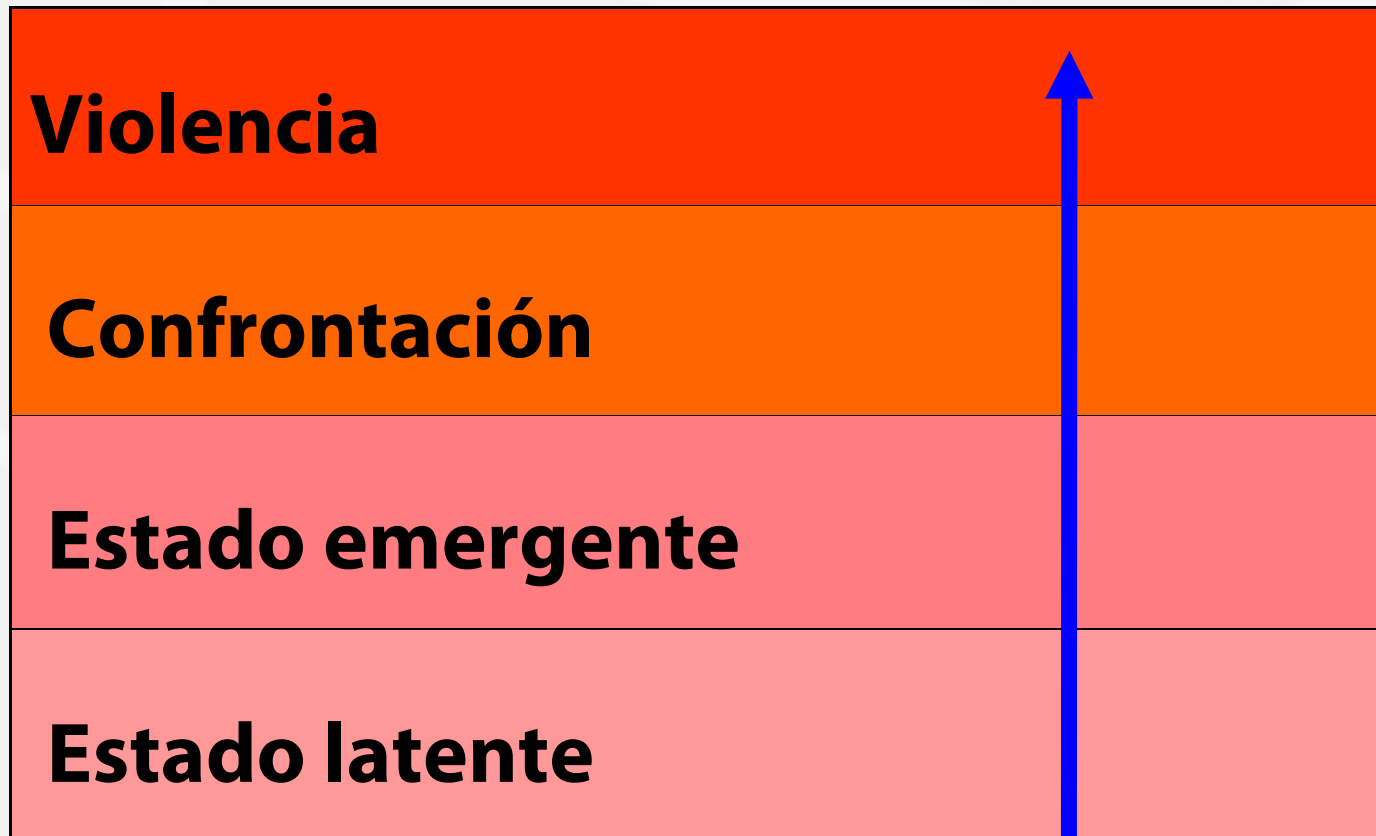 Violencia
Confrontación
Estado emergente
Estado latente